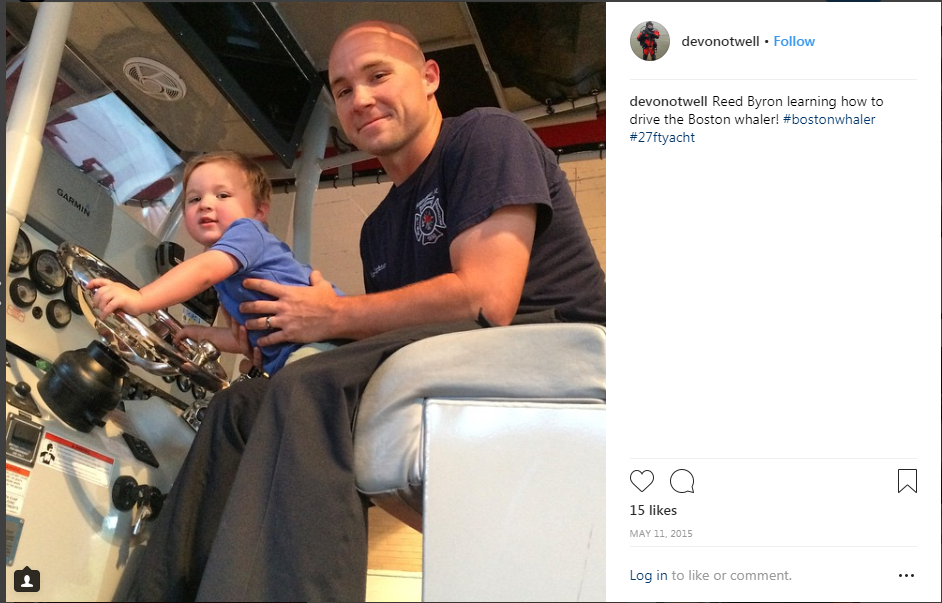 devonotwell • Follow
devonotwell Reed Byron learning how to
drive the Boston whaler! #bostonwhaler
#27ftyacht
15 likes
MAY 11, 2015
Log in to like or comment.
GARMIN